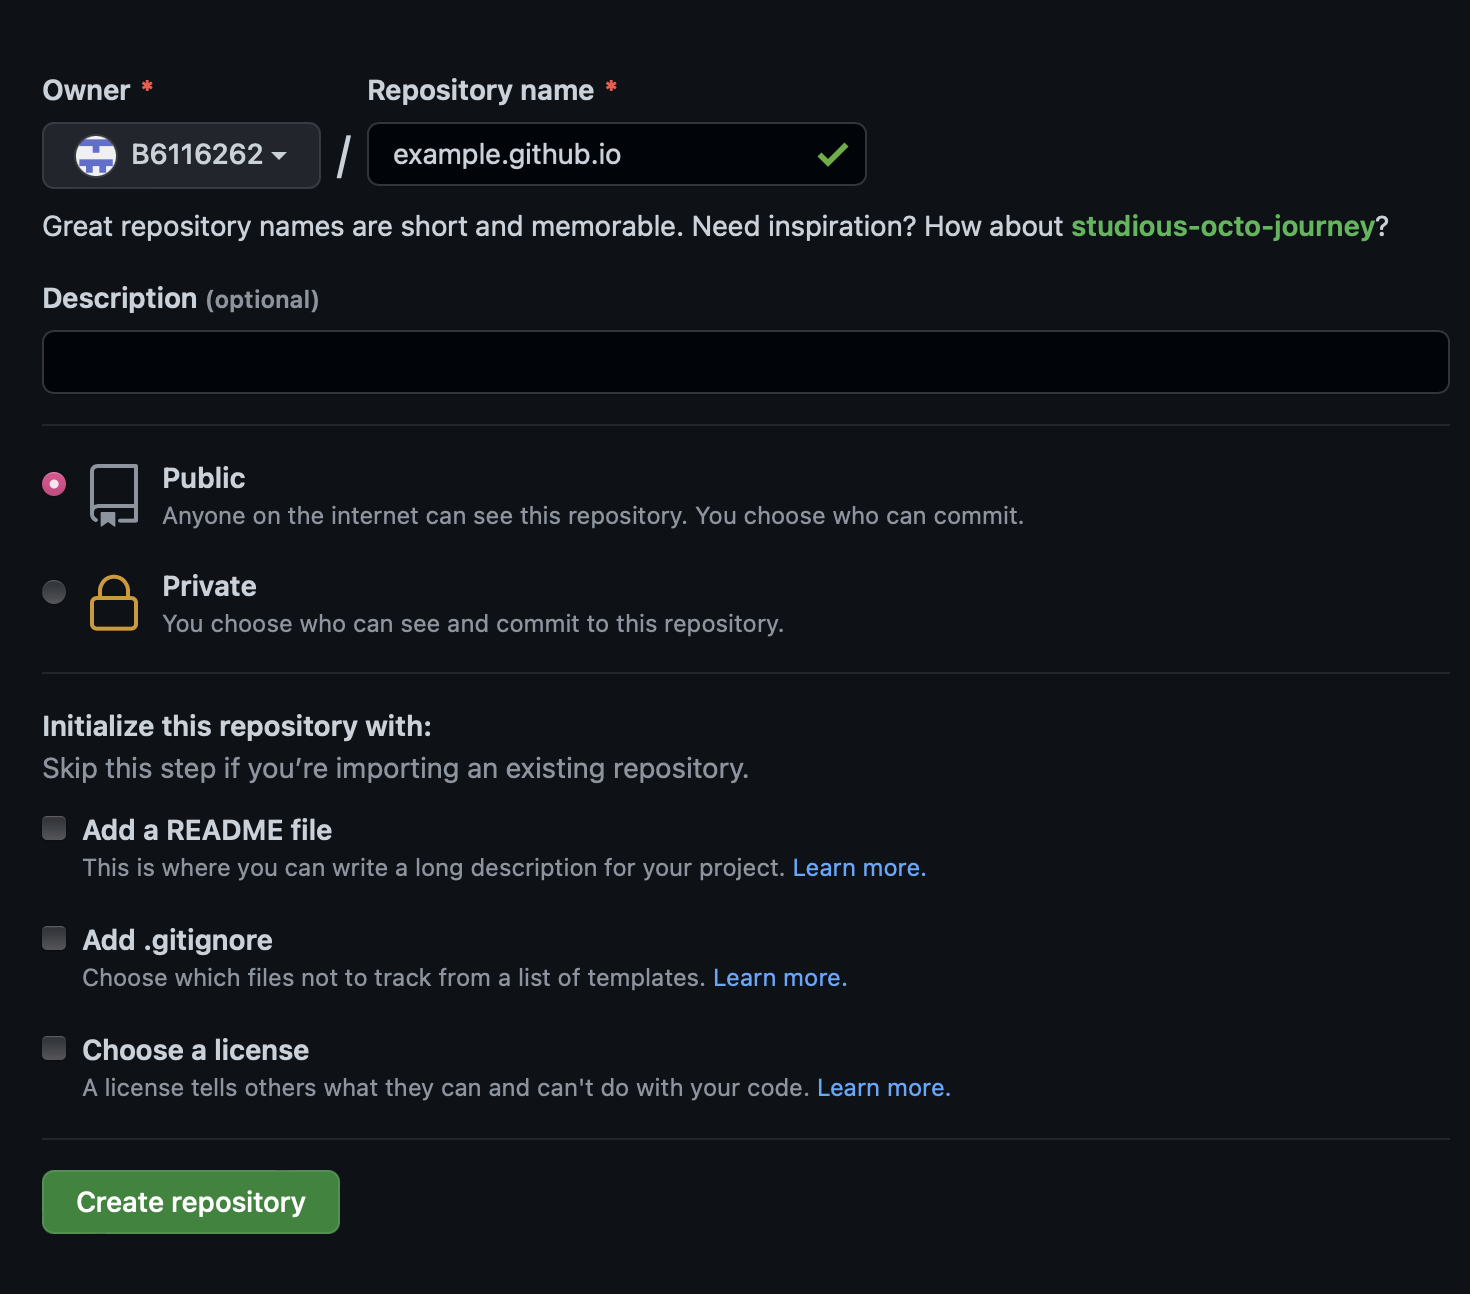 Owner * Repository name *
B6116262 / example.github.io
Great repository names are short and memorable. Need inspiration? How about studious-octo-journey?
Description (optional)
Public
Anyone on the internet can see this repository. You choose who can commit.
Private
You choose who can see and commit to this repository.
Initialize this repository with:
Skip this step if you’re importing an existing repository.
Add a README file
This is where you can write a long description for your project. Learn more.
Add .gitignore
Choose which files not to track from a list of templates. Learn more.
Choose a license
A license tells others what they can and can't do with your code. Learn more.
Create repository